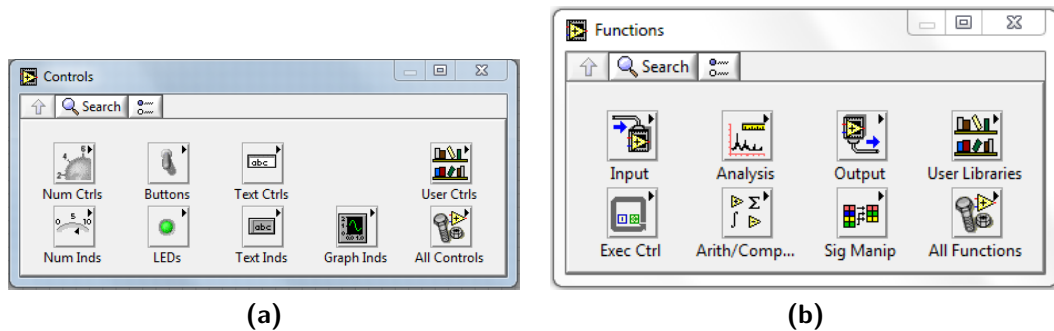 Controls
Search
Num Ctrls Buttons Text Ctrls User Ctrls
Num Inds LEDs Text Inds Graph Inds All Controls
(a)
Functions
Search
Input Analysis Output User Libraries
Exec Ctrl Arith/Comp... Sig Manip All Functions
(b)